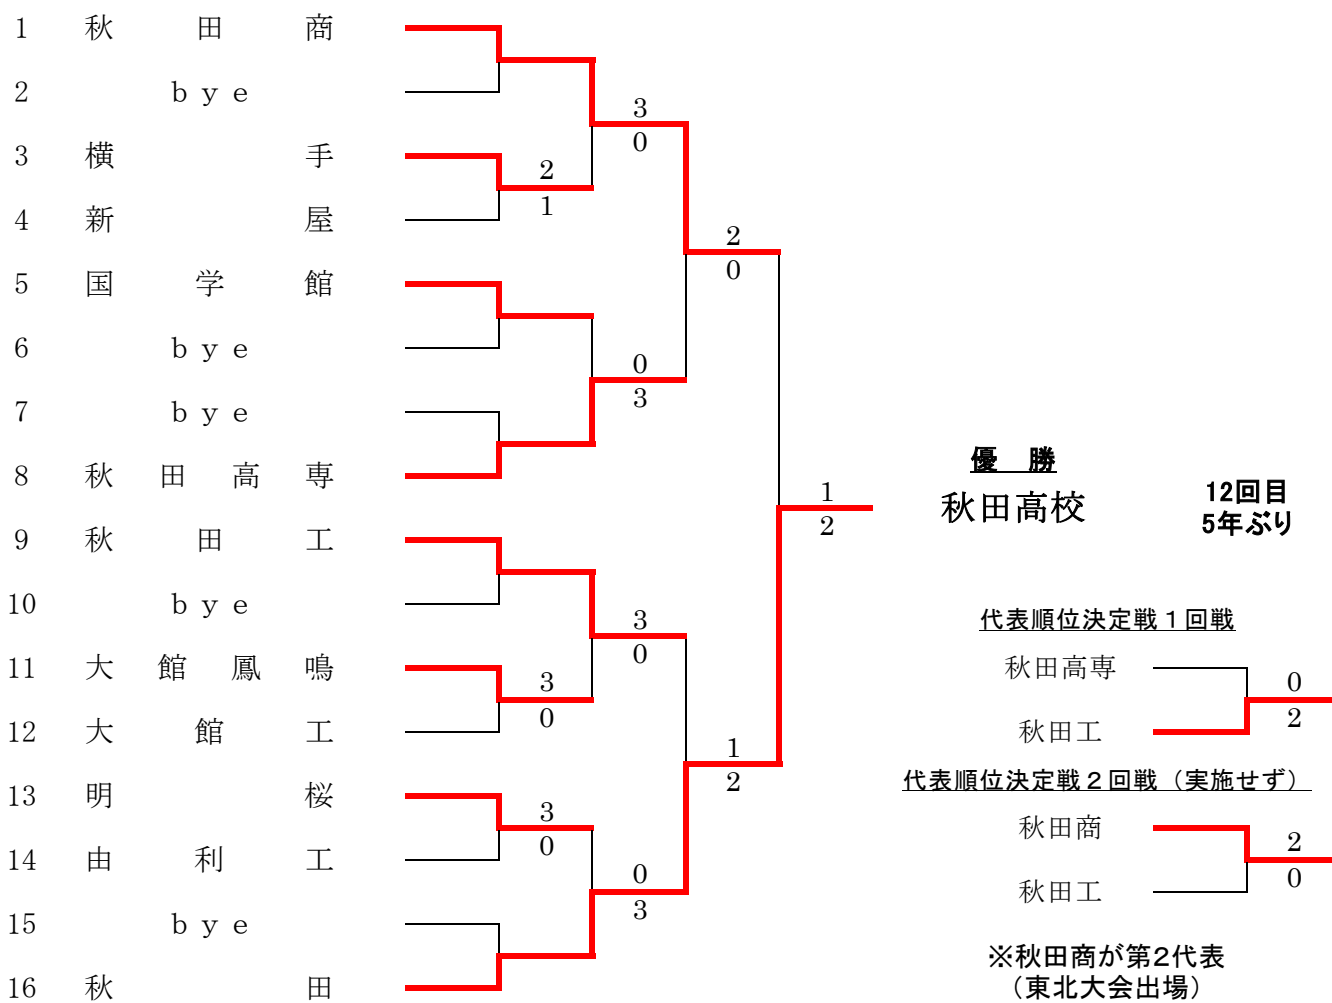 1 秋田商
2 bye
3
0
3 横手
2
1
4 新屋
2
0
5 国学館
6 bye
0
3
7 bye
8 秋田高専
優 勝
秋田高校
12回目
5年ぶり
1
2
9 秋田工
10 bye
3
0
11 大館鳳鳴
3
0
12 大館工
1
2
13 明桜
3
0
14 由利工
0
3
15 bye
16 秋田
代表順位決定戦1回戦
秋田高専
0
2
秋田工
代表順位決定戦2回戦(実施せず)
秋田商
2
0
秋田工
※秋田商が第2代表
(東北大会出場)